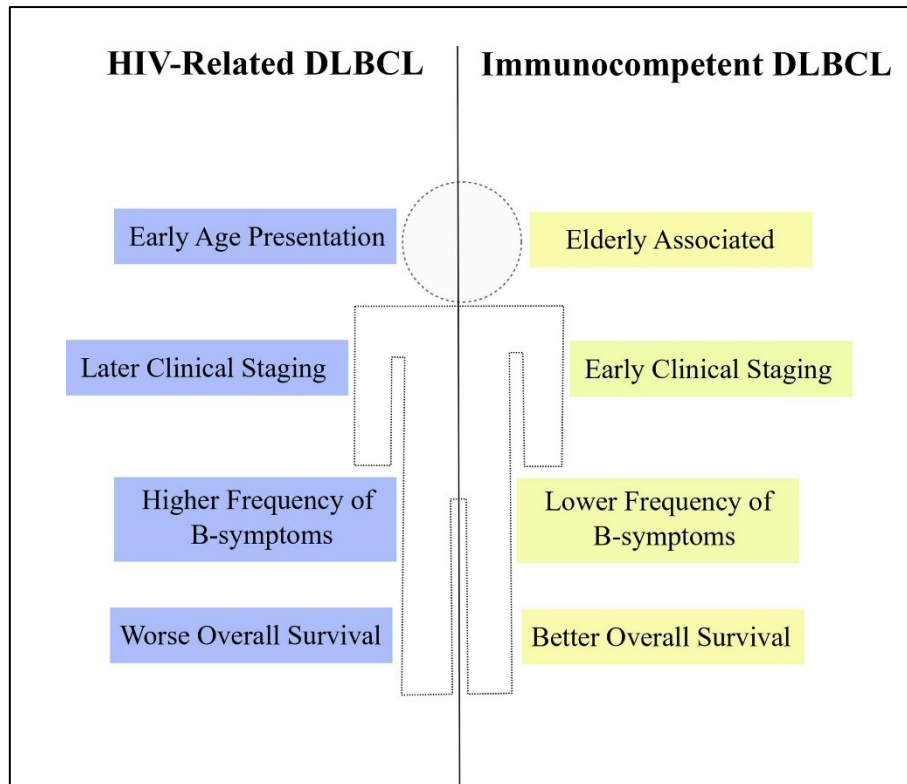 HIV-Related DLBCL
Immunocompetent DLBCL
Early Age Presentation
Elderly Associated
Later Clinical Staging
Early Clinical Staging
Higher Frequency of
B-symptoms
Lower Frequency of
B-symptoms
Worse Overall Survival
Better Overall Survival